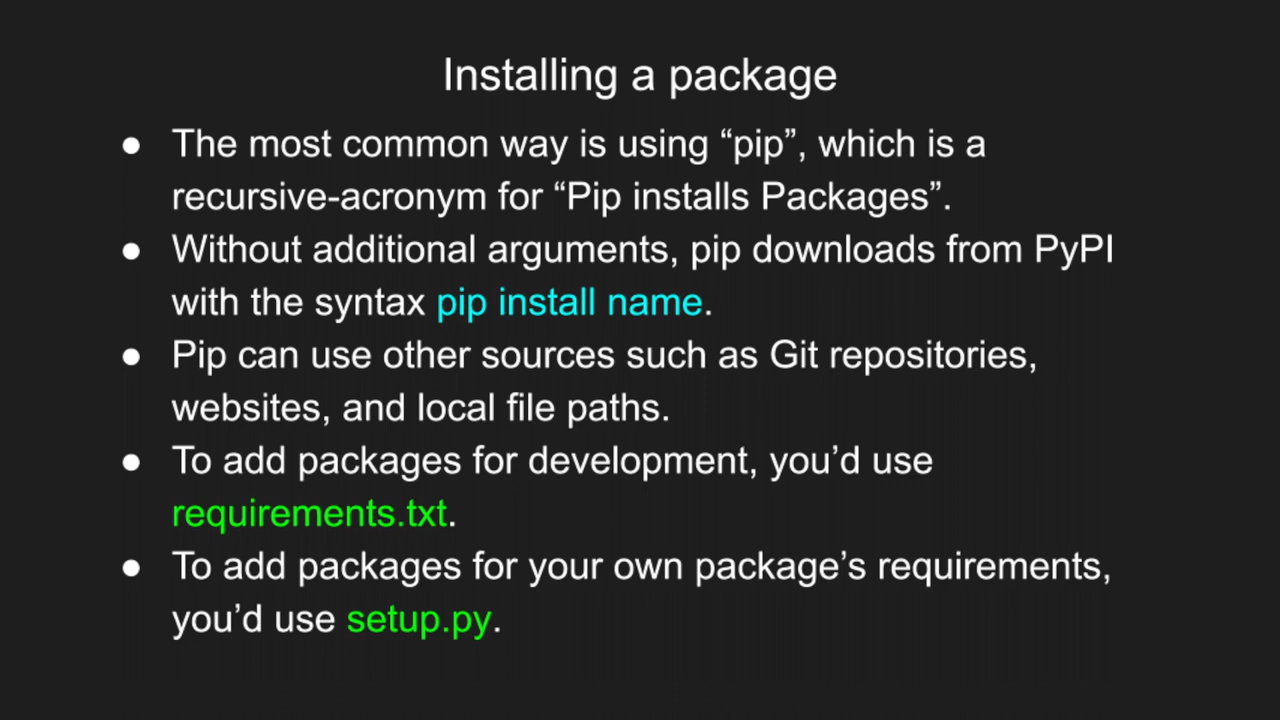 Installing a package
● The most common way is using “pip”, which is a
recursive-acronym for “Pip installs Packages”.
● Without additional arguments, pip downloads from PyPI
with the syntax pip install name.
● Pip can use other sources such as Git repositories,
websites, and local file paths.
● To add packages for development, you’d use
requirements.txt.
● To add packages for your own package’s requirements,
you’d use setup.py.